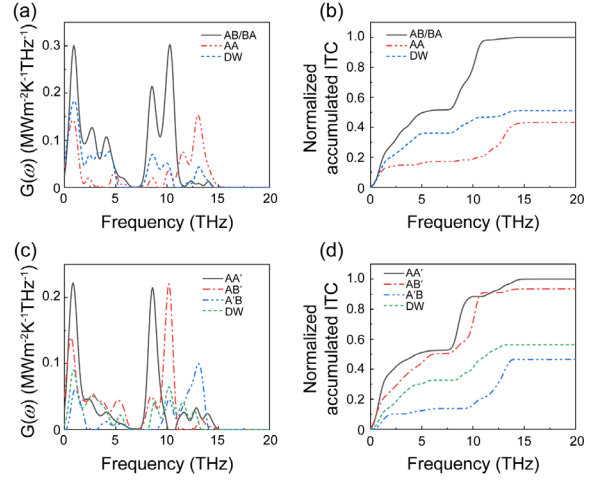 (a)
G(ω) (MWm⁻²K⁻¹THz⁻¹)
0.3
0.2
0.1
0
AB/BA
AA
DW
0 5 10 15 20
Frequency (THz)
(b)
Normalized
accumulated ITC
1.0
0.8
0.6
0.4
0.2
0
AB/BA
AA
DW
0 5 10 15 20
Frequency (THz)
(c)
G(ω) (MWm⁻²K⁻¹THz⁻¹)
0.2
0.1
0
AA′
AB′
A′B
DW
0 5 10 15 20
Frequency (THz)
(d)
Normalized
accumulated ITC
1.0
0.8
0.6
0.4
0.2
0
AA′
AB′
A′B
DW
0 5 10 15 20
Frequency (THz)